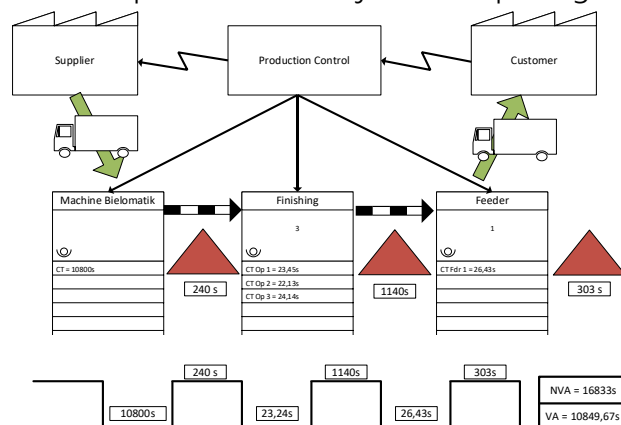 Supplier
Production Control
Customer
Machine Bielomatik
Finishing
Feeder
3
1
CT = 10800s
CT Op 1 = 23,45s
CT Fdr 1 = 26,43s
CT Op 2 = 22,13s
CT Op 3 = 24,14s
240 s
1140s
303 s
240 s
1140s
303s
10800s
23,24s
26,43s
NVA = 16833s
VA = 10849,67s